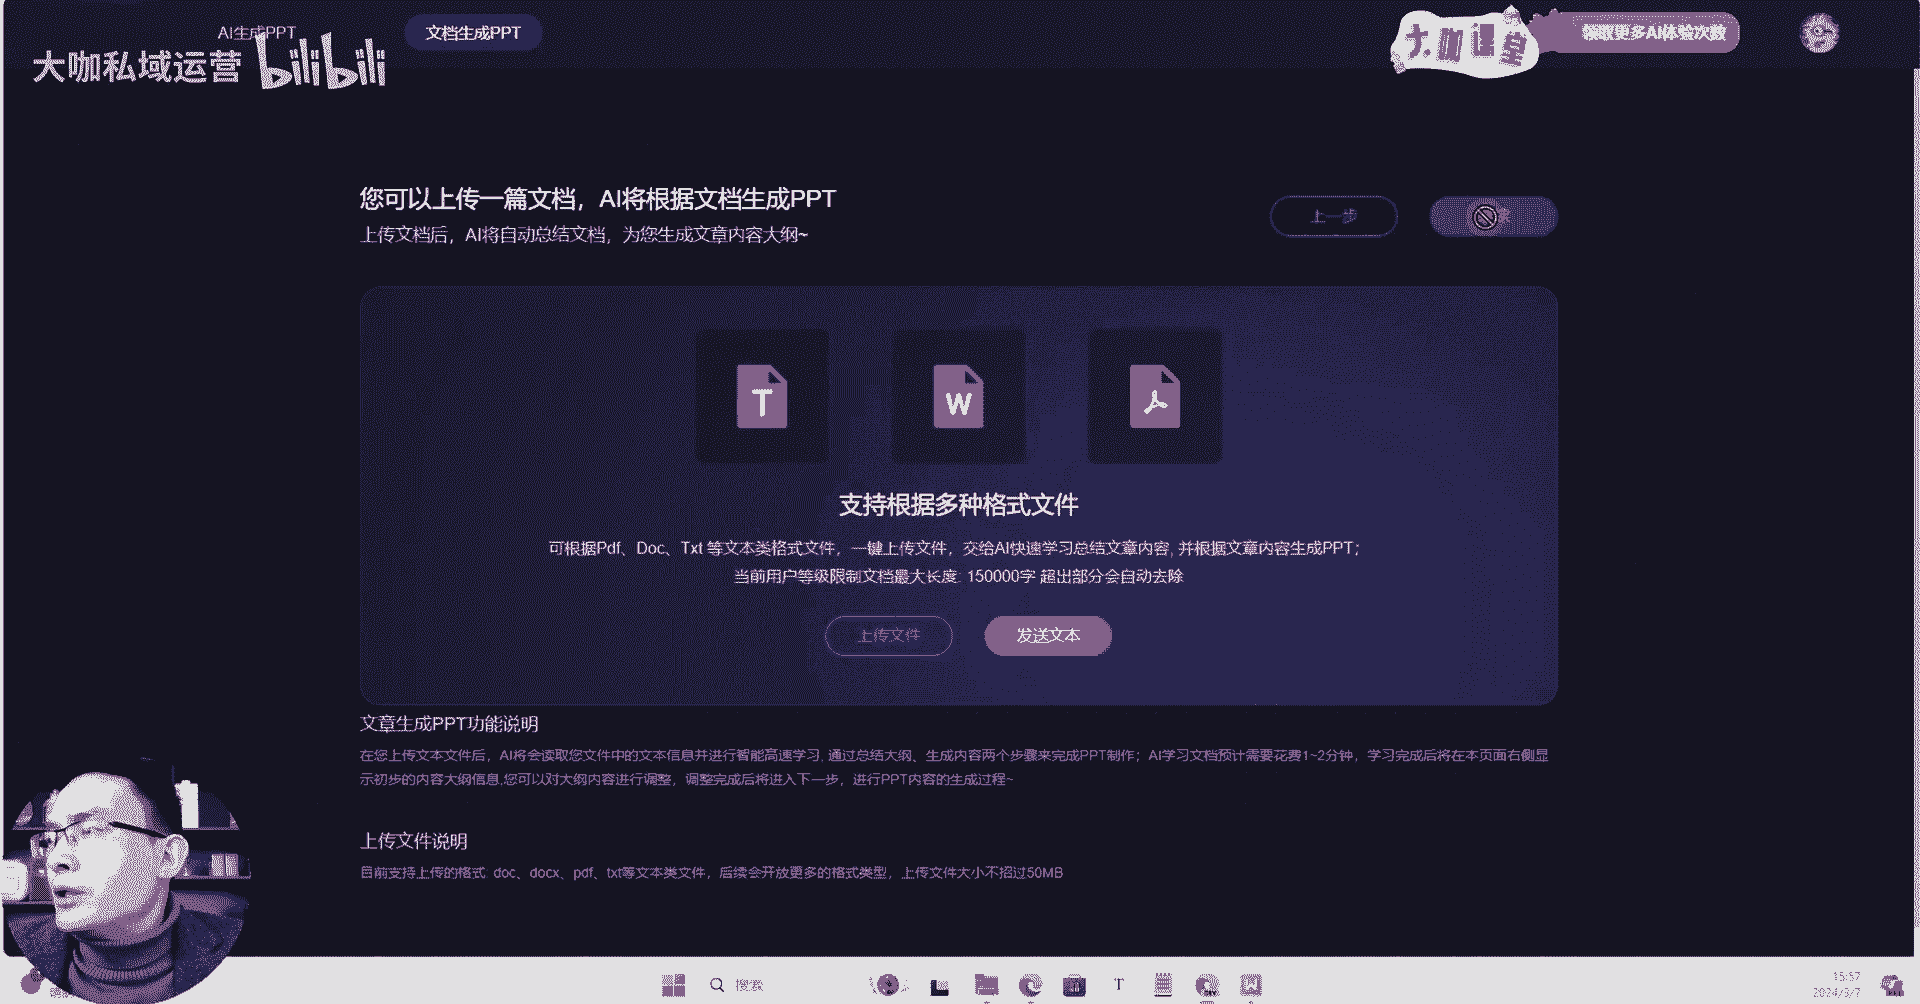 AI生成PPT
文档生成PPT
大咖私域运营 bilibili
大咖课堂
领取更多AI体验次数
您可以上传一篇文档，AI将根据文档生成PPT
上传文档后，AI将自动总结文档，为您生成文章内容大纲~
上一步
T
W
支持根据多种格式文件
可根据Pdf、Doc、Txt 等文本类格式文件，一键上传文件，交给AI快速学习总结文章内容, 并根据文章内容生成PPT；
当前用户等级限制文档最大长度: 150000字 超出部分会自动去除
上传文件
发送文本
文章生成PPT功能说明
在您上传文本文件后，AI将会读取您文件中的文本信息并进行智能高速学习, 通过总结大纲、生成内容两个步骤来完成PPT制作；AI学习文档预计需要花费1~2分钟，学习完成后将在本页面右侧显
示初步的内容大纲信息,您可以对大纲内容进行调整，调整完成后将进入下一步，进行PPT内容的生成过程~
上传文件说明
目前支持上传的格式: doc、docx、pdf、txt等文本类文件，后续会开放更多的格式类型，上传文件大小不超过50MB
搜索
T
15:57
2024/3/7